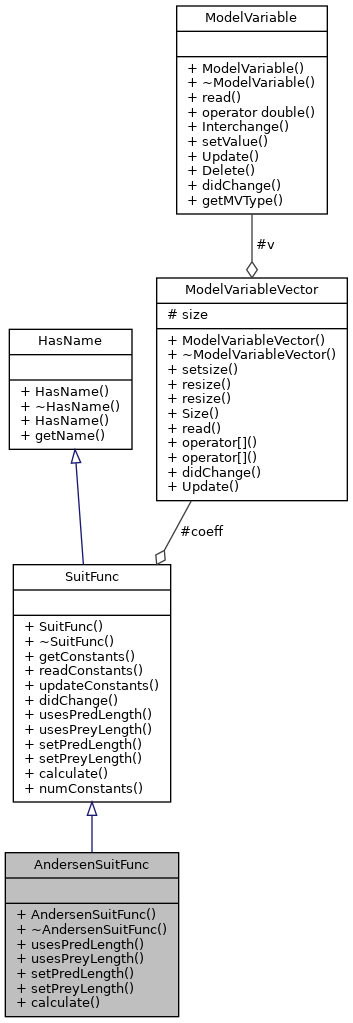 ModelVariable
+ ModelVariable()
+ ~ModelVariable()
+ read()
+ operator double()
+ Interchange()
+ setValue()
+ Update()
+ Delete()
+ didChange()
+ getMVType()
#v
ModelVariableVector
# size
+ ModelVariableVector()
+ ~ModelVariableVector()
+ setsize()
+ resize()
+ resize()
+ Size()
+ read()
+ operator[]()
+ operator[]()
+ didChange()
+ Update()
HasName
+ HasName()
+ ~HasName()
+ HasName()
+ getName()
#coeff
SuitFunc
+ SuitFunc()
+ ~SuitFunc()
+ getConstants()
+ readConstants()
+ updateConstants()
+ didChange()
+ usesPredLength()
+ usesPreyLength()
+ setPredLength()
+ setPreyLength()
+ calculate()
+ numConstants()
AndersenSuitFunc
+ AndersenSuitFunc()
+ ~AndersenSuitFunc()
+ usesPredLength()
+ usesPreyLength()
+ setPredLength()
+ setPreyLength()
+ calculate()